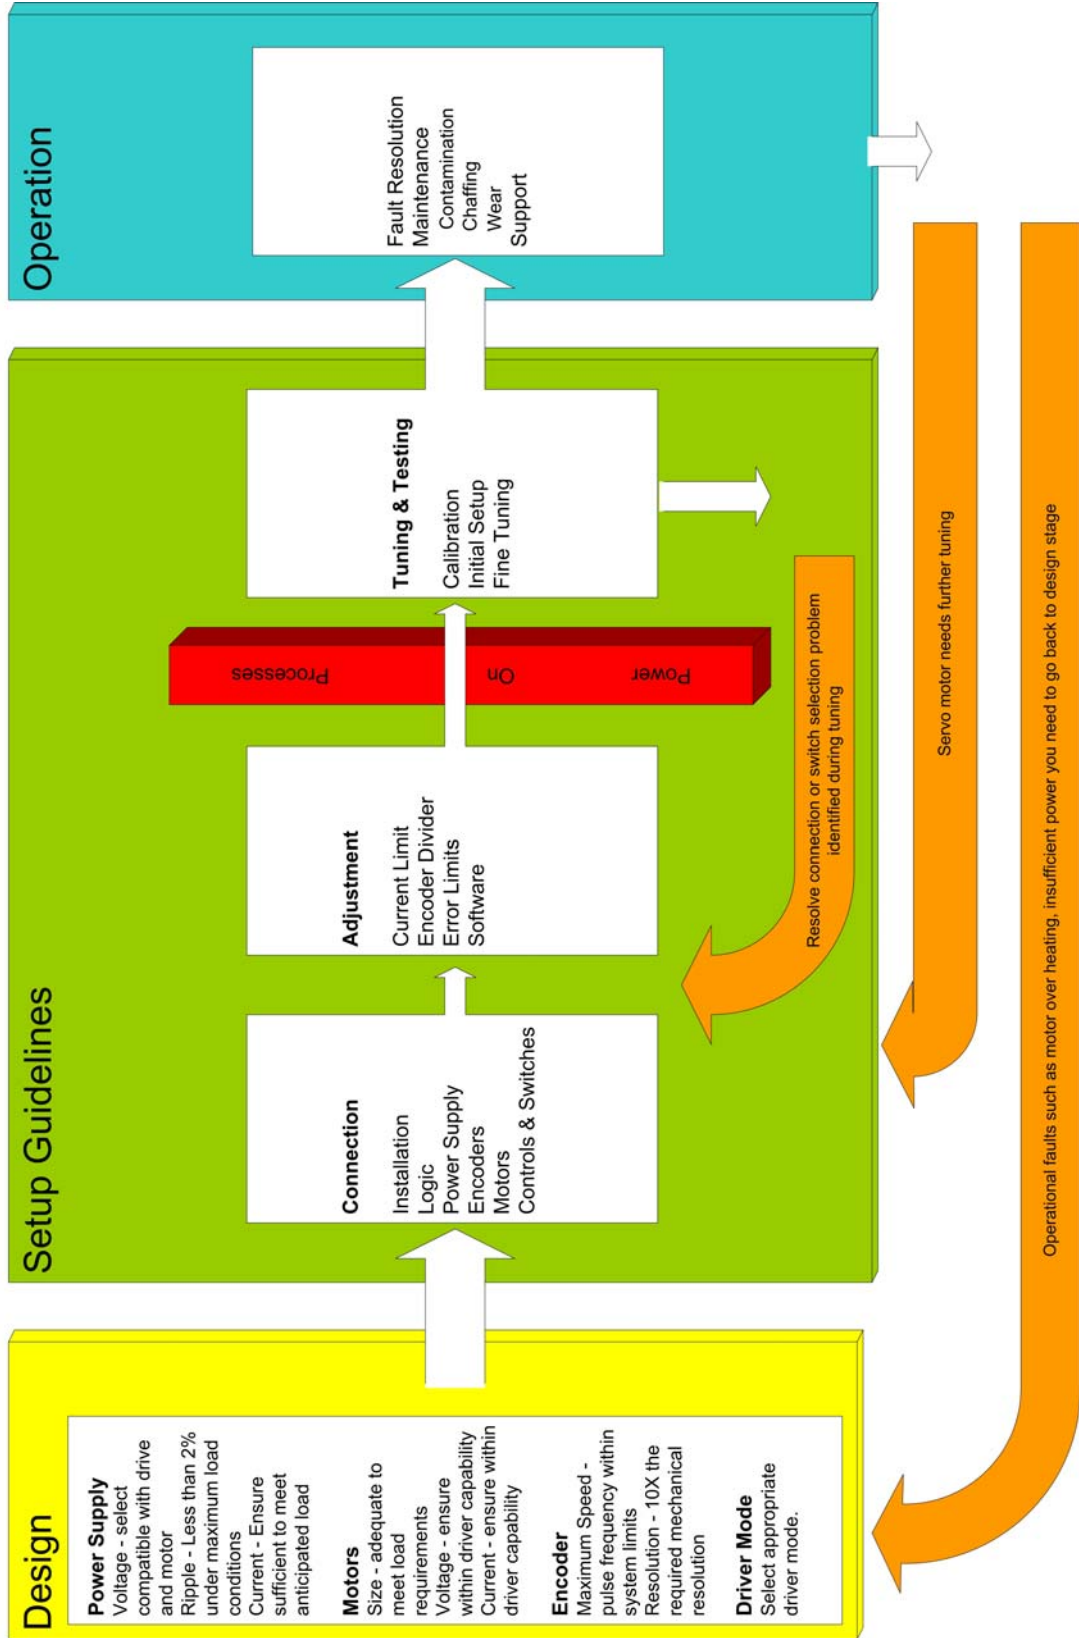 Design
Power Supply
Voltage - select
compatible with drive
and motor
Ripple - Less than 2%
under maximum load
conditions
Current - Ensure
sufficient to meet
anticipated load
Motors
Size - adequate to
meet load
requirements
Voltage - ensure
within driver capability
Current - ensure within
driver capability
Encoder
Maximum Speed -
pulse frequency within
system limits
Resolution - 10X the
required mechanical
resolution
Driver Mode
Select appropriate
driver mode.
Setup Guidelines
Connection
Installation
Logic
Power Supply
Encoders
Motors
Controls & Switches
Adjustment
Current Limit
Encoder Divider
Error Limits
Software
Power
On
Processes
Tuning & Testing
Calibration
Initial Setup
Fine Tuning
Resolve connection or switch selection problem
identified during tuning
Operation
Fault Resolution
Maintenance
Contamination
Chaffing
Wear
Support
Servo motor needs further tuning
Operational faults such as motor over heating, insufficient power you need to go back to design stage